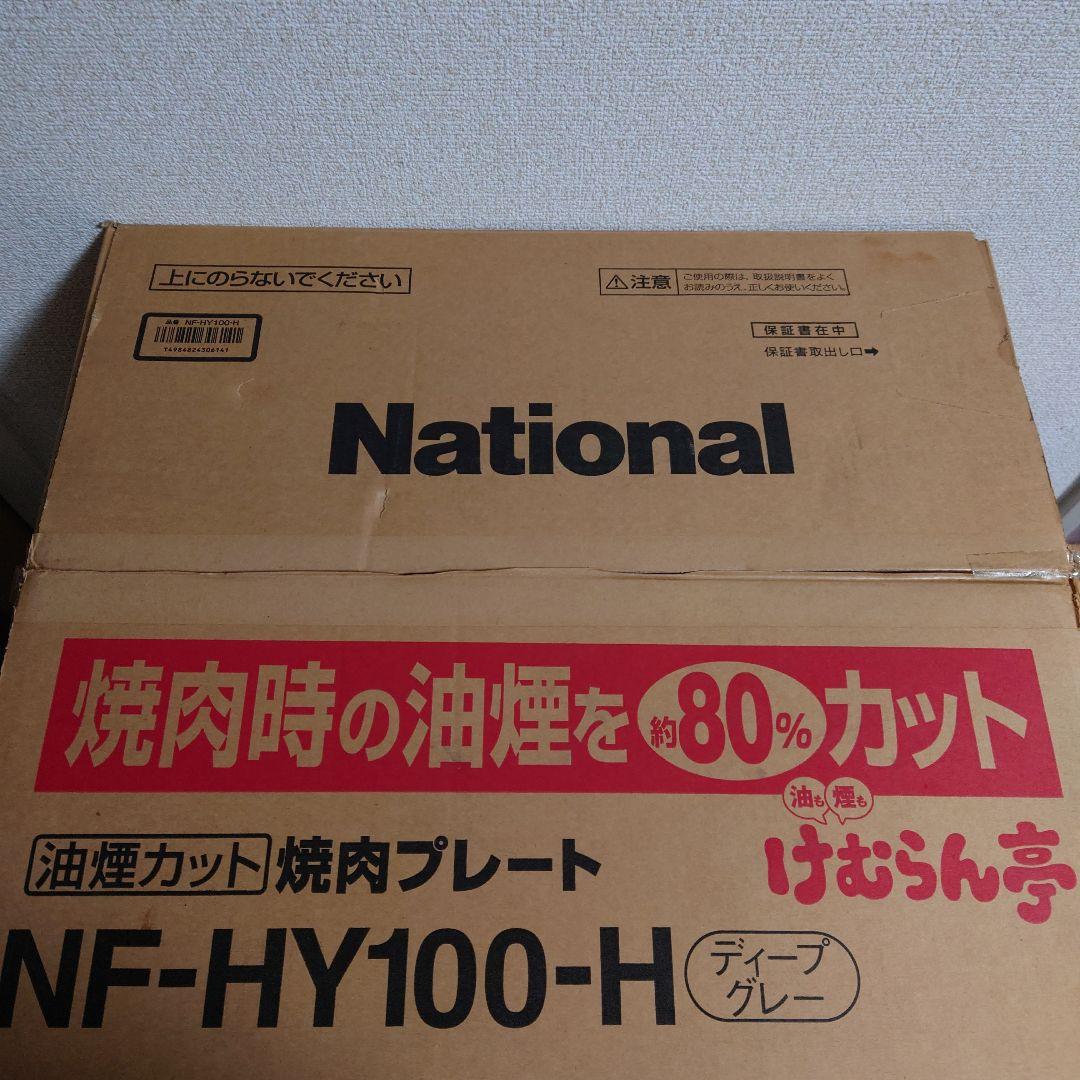 上にのらないでください
注意
ご使用の際は、取扱説明書をよく
お読みのうえ、正しくお使いください。
品番 NF-HY100-H
T4984824306141
保証書在中
保証書取出し口➡
National
焼肉時の油煙を約80%カット
油も 煙も
けむらん亭
油煙カット 焼肉プレート
NF-HY100-H
ディープ
グレー